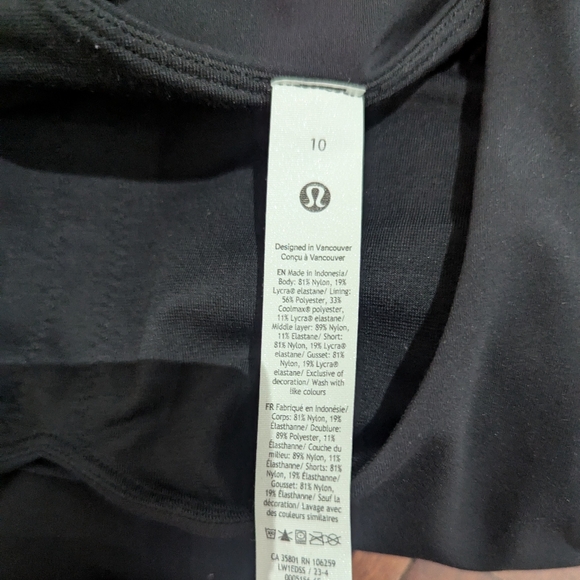 10
Designed in Vancouver
Conçu à Vancouver
EN Made in Indonesia/
Body: 81% Nylon, 19%
Lycra® elastane/ Lining:
56% Polyester, 33%
Coolmax® polyester,
11% Lycra® elastane/
Middle layer: 89% Nylon,
11% Elastane/ Short:
81% Nylon, 19% Lycra®
elastane/ Gusset: 81%
Nylon, 19% Lycra®
elastane/ Exclusive of
decoration/ Wash with
like colours
FR Fabriqué en Indonésie/
Corps: 81% Nylon, 19%
Élasthanne/ Doublure:
89% Polyester, 11%
Élasthanne/ Couche du
milieu: 89% Nylon, 11%
Élasthanne/ Shorts: 81%
Nylon, 19% Élasthanne/
Gousset: 81% Nylon,
19% Élasthanne/ Sauf la
décoration/ Lavage avec
des couleurs similaires
CA 35801 RN 106259
LW1EDSS / 23-4